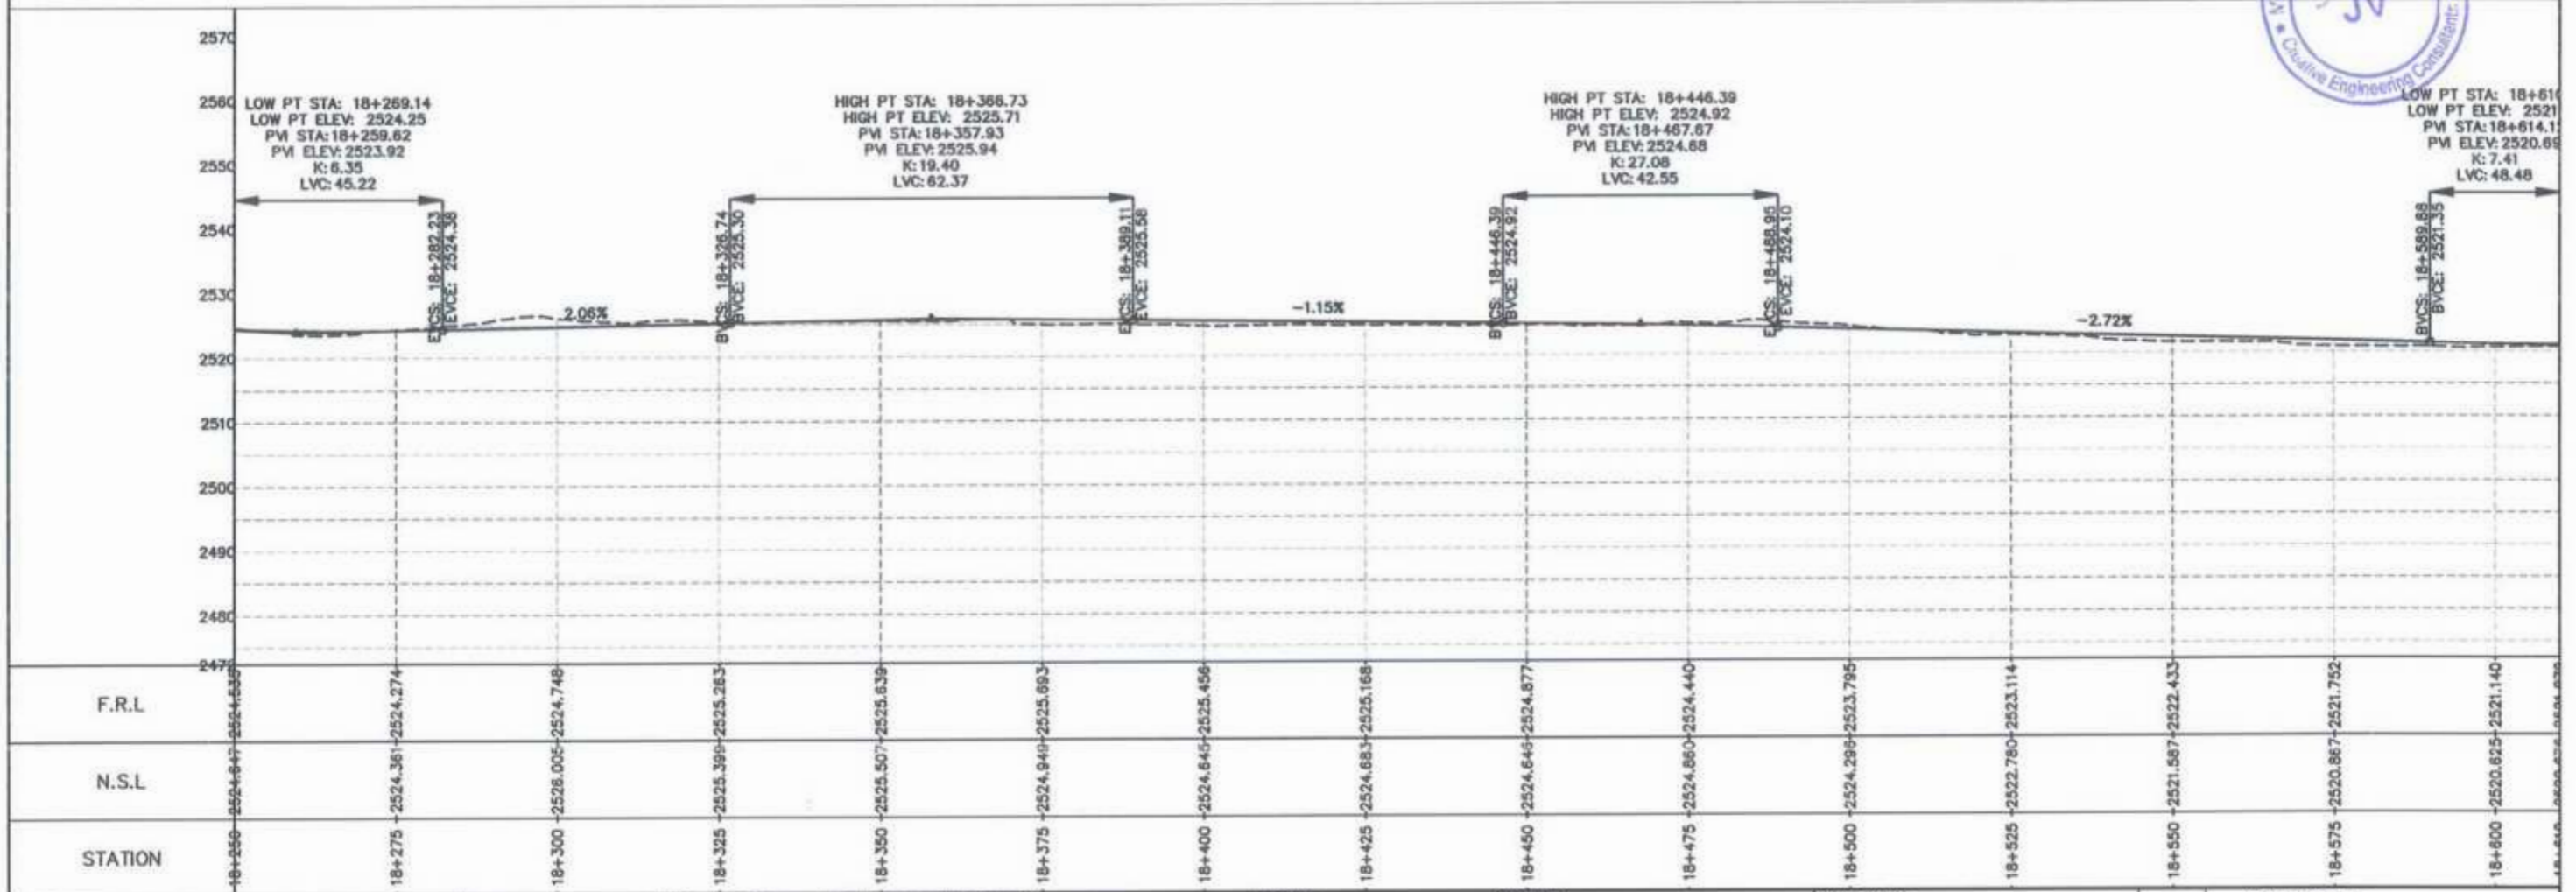 JV
Engineering Consultants
2570
2560
2550
2540
2530
2520
2510
2500
2490
2480
LOW PT STA: 18+269.14
LOW PT ELEV: 2524.25
PVI STA:18+259.62
PVI ELEV:2523.92
K:6.35
LVC:45.22
HIGH PT STA: 18+366.73
HIGH PT ELEV: 2525.71
PVI STA:18+357.93
PVI ELEV:2525.94
K:19.40
LVC:62.37
HIGH PT STA: 18+446.39
HIGH PT ELEV: 2524.92
PVI STA:18+467.67
PVI ELEV:2524.68
K:27.08
LVC:42.55
LOW PT STA: 18+61
LOW PT ELEV: 2521
PVI STA:18+614.1
PVI ELEV:2520.69
K:7.41
LVC:48.48
EVCS: 18+282.23
EVCE: 2524.38
BVCS: 18+326.74
BVCE: 2525.30
EVCS: 18+389.11
EVCE: 2525.58
BVCS: 18+446.39
BVCE: 2524.92
EVCS: 18+488.95
EVCE: 2524.10
BVCS: 18+589.88
BVCE: 2521.35
2.06%
-1.15%
-2.72%
F.R.L
2524.274
2524.748
2525.263
2525.639
2525.693
2525.456
2525.168
2524.877
2524.440
2523.795
2523.114
2522.433
2521.752
2521.140
N.S.L
2524.647
2524.361
2526.005
2525.399
2525.507
2524.949
2524.645
2524.683
2524.646
2524.860
2524.296
2522.780
2521.587
2520.867
2520.625
STATION
18+250
18+275
18+300
18+325
18+350
18+375
18+400
18+425
18+450
18+475
18+500
18+525
18+550
18+575
18+600